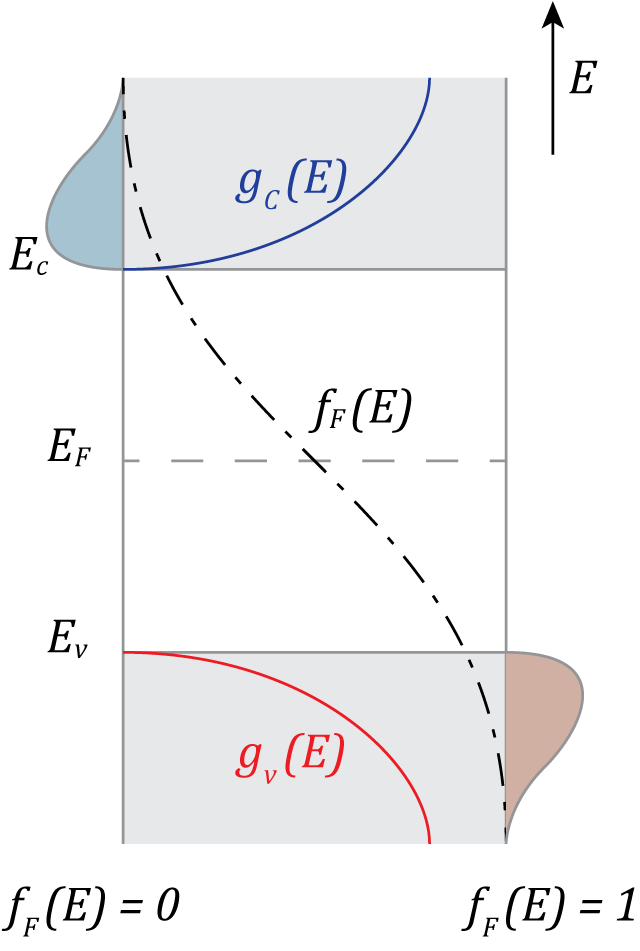 E
g_C(E)
E_c
f_F(E)
E_F
E_v
g_v(E)
f_F(E) = 0
f_F(E) = 1